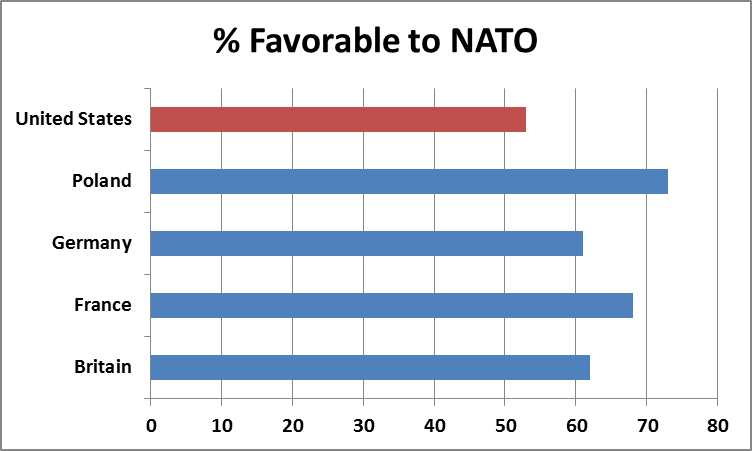 % Favorable to NATO
United States
Poland
Germany
France
Britain
0 10 20 30 40 50 60 70 80